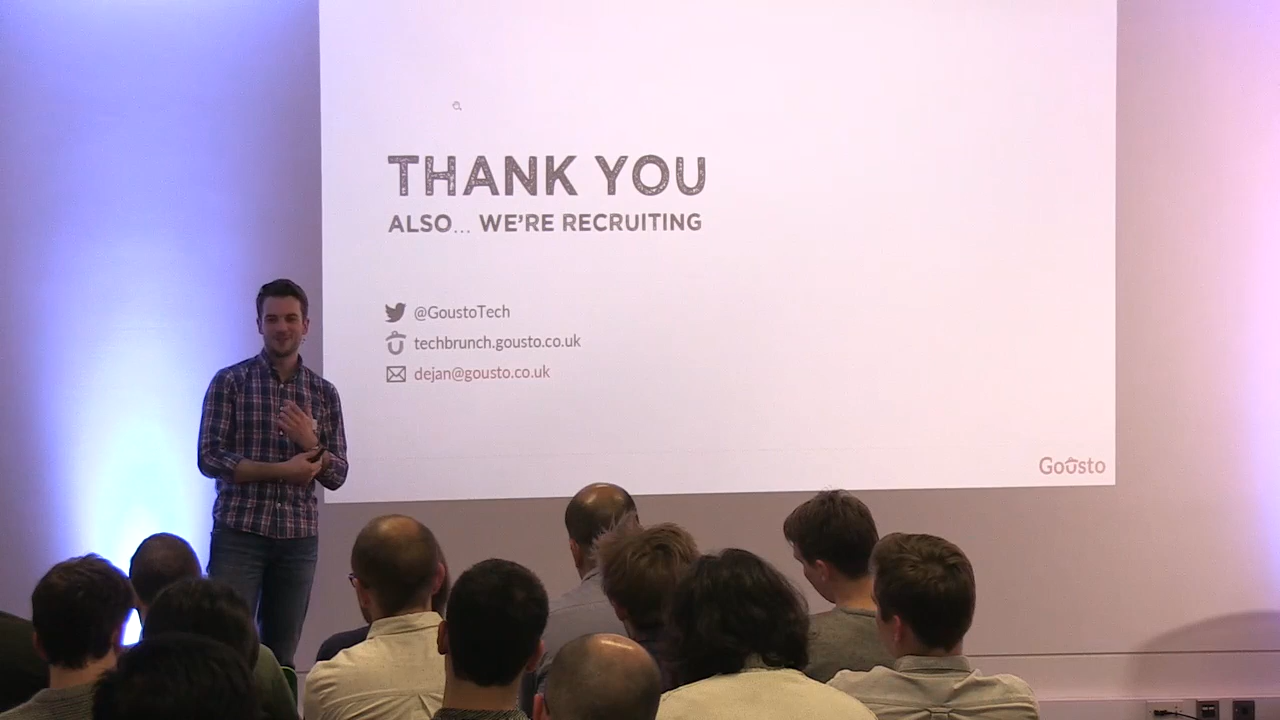 THANK YOU
ALSO... WE'RE RECRUITING
@GoustoTech
techbrunch.gousto.co.uk
dejan@gousto.co.uk
Gousto